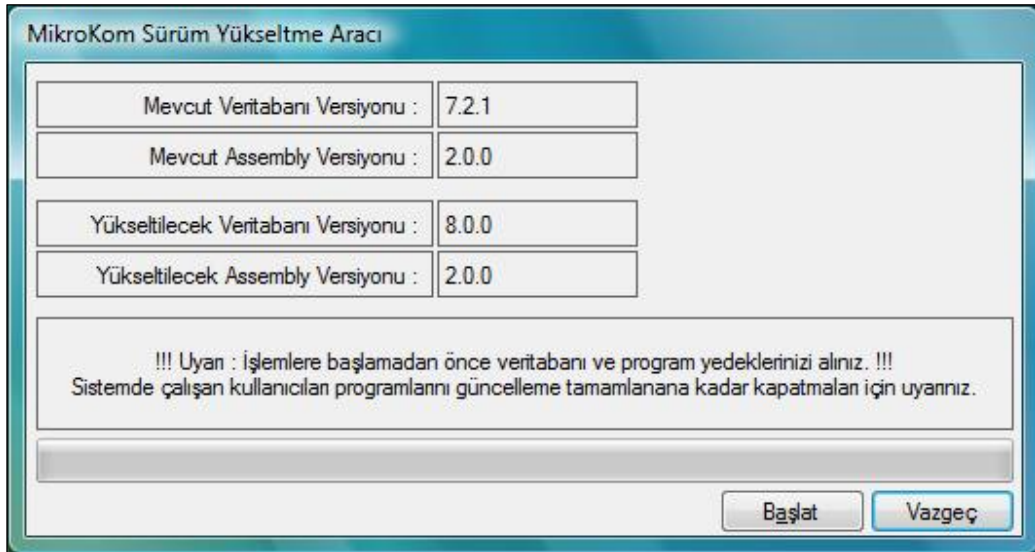 MikroKom Sürüm Yükseltme Aracı
Mevcut Veritabanı Versiyonu : 7.2.1
Mevcut Assembly Versiyonu : 2.0.0
Yükseltilecek Veritabanı Versiyonu : 8.0.0
Yükseltilecek Assembly Versiyonu : 2.0.0
!!! Uyarı : İşlemlere başlamadan önce veritabanı ve program yedeklerinizi alınız. !!!
Sistemde çalışan kullanıcıları programlarını güncelleme tamamlanana kadar kapatmaları için uyarınız.
Başlat Vazgeç